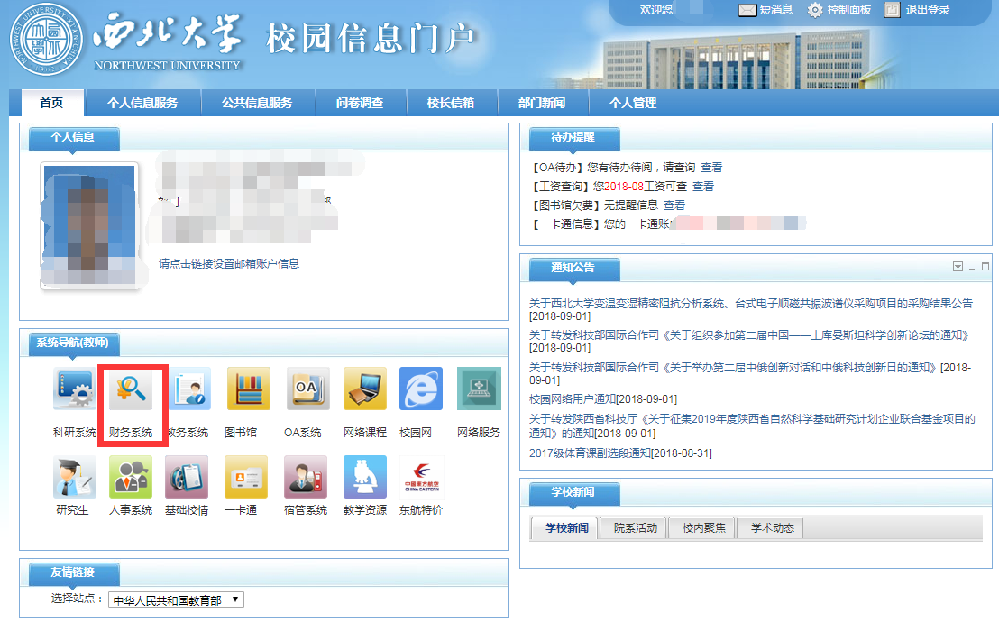 西北大学
NORTHWEST UNIVERSITY
校园信息门户
欢迎您
短消息 控制面板 退出登录
首页 个人信息服务 公共信息服务 问卷调查 校长信箱 部门新闻 个人管理
个人信息
请点击链接设置邮箱账户信息
系统导航(教师)
科研系统 财务系统 教务系统 图书馆 OA系统 网络课程 校园网 网络服务
OA
中國東方航空
CHINA EASTERN
研究生 人事系统 基础校情 一卡通 宿管系统 教学资源 东航特价
友情链接
选择站点： 中华人民共和国教育部
待办提醒
【OA待办】您有待办待阅，请查询 查看
【工资查询】您2018-08工资可查 查看
【图书馆欠费】无提醒信息 查看
【一卡通信息】您的一卡通账
通知公告
关于西北大学变温变湿精密阻抗分析系统、台式电子顺磁共振波谱仪采购项目的采购结果公告
[2018-09-01]
关于转发科技部国际合作司《关于组织参加第二届中国——土库曼斯坦科学创新论坛的通知》
[2018-09-01]
关于转发科技部国际合作司《关于举办第二届中俄创新对话和中俄科技创新日的通知》[2018-
09-01]
校园网络用户通知[2018-09-01]
关于转发陕西省科技厅《关于征集2019年度陕西省自然科学基础研究计划企业联合基金项目的
通知》的通知[2018-09-01]
2017级体育课副选段通知[2018-08-31]
学校新闻
学校新闻 院系活动 校内聚焦 学术动态